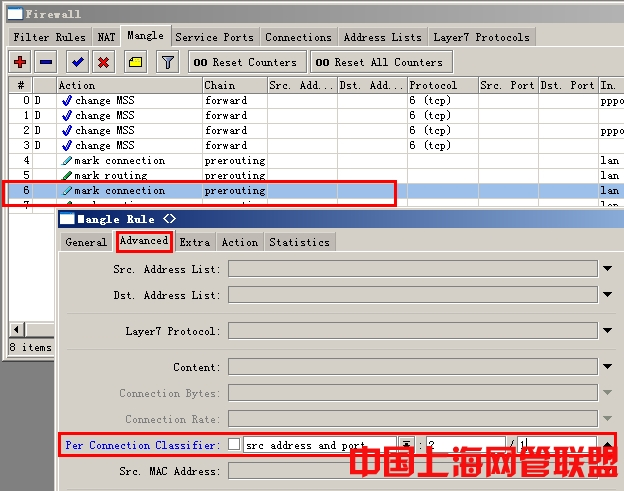 Firewall
Filter Rules NAT Mangle Service Ports Connections Address Lists Layer7 Protocols
00 Reset Counters 00 Reset All Counters
# Action Chain Src. Add... Dst. Add... Protocol Src. Port Dst. Port In.
0 D change MSS forward 6 (tcp) pppo
1 D change MSS forward 6 (tcp)
2 D change MSS forward 6 (tcp) pppo
3 D change MSS forward 6 (tcp)
4 mark connection prerouting lan
5 mark routing prerouting lan
6 mark connection prerouting lan
7
8 items
Mangle Rule <>
General Advanced Extra Action Statistics
Src. Address List:
Dst. Address List:
Layer7 Protocol:
Content:
Connection Bytes:
Connection Rate:
Per Connection Classifier: src address and port : 2 / 1
Src. MAC Address:
中国上海网管联盟